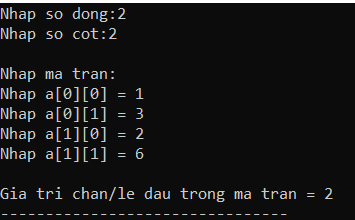 Nhap so dong:2
Nhap so cot:2
Nhap ma tran:
Nhap a[0][0] = 1
Nhap a[0][1] = 3
Nhap a[1][0] = 2
Nhap a[1][1] = 6
Gia tri chan/le dau trong ma tran = 2
--------------------------------